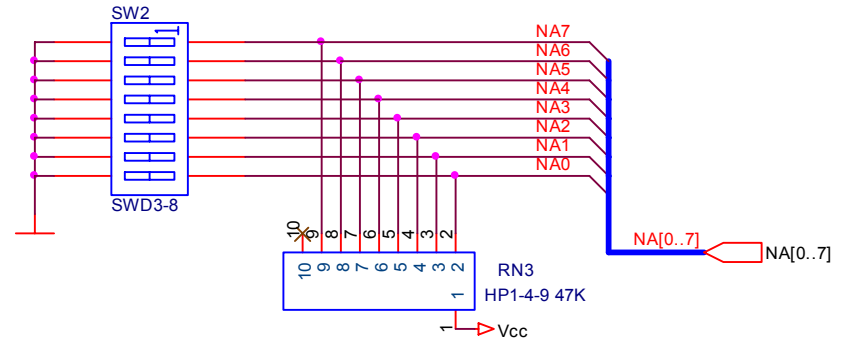 SW2
1
NA7
NA6
NA5
NA4
NA3
NA2
NA1
NA0
SWD3-8
NA[0..7]
NA[0..7]
10 9 8 7 6 5 4 3 2
10 9 8 7 6 5 4 3 2
RN3
1
HP1-4-9 47K
1
Vcc